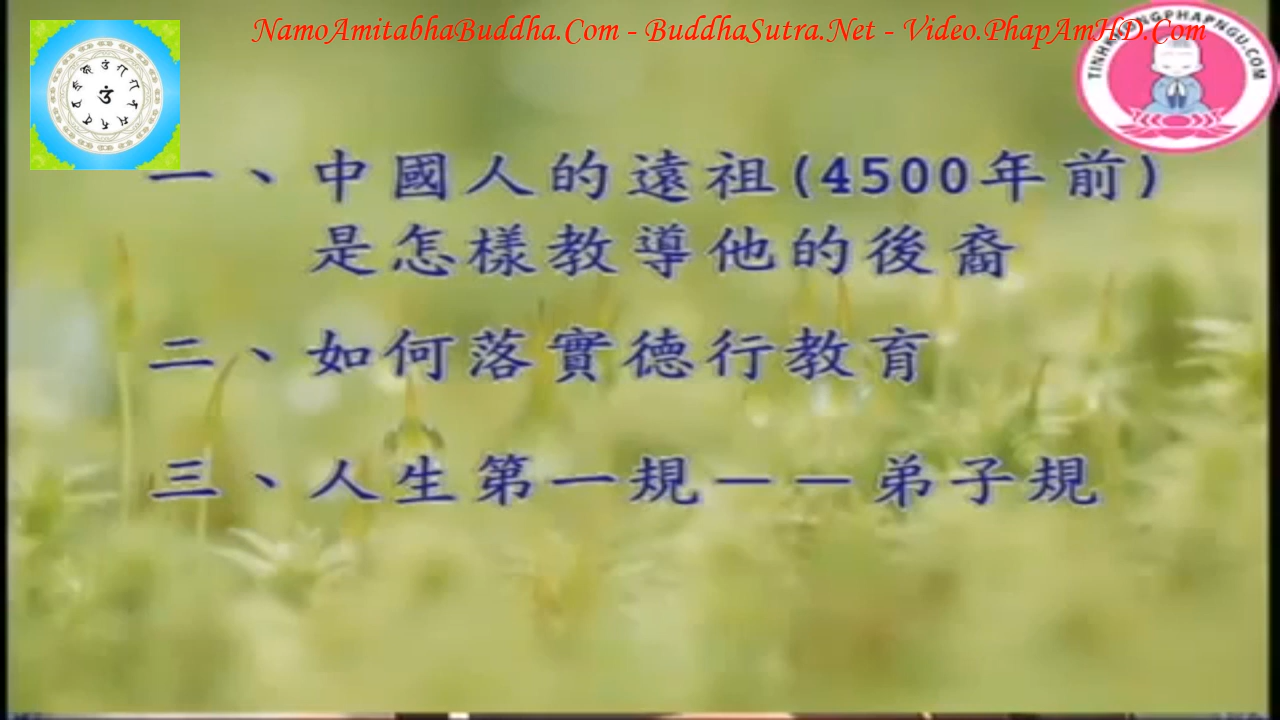 NamoAmitabhaBuddha.Com - BuddhaSutra.Net - Video.PhapAmHD.Com
一、中國人的遠祖(4500年前)
是怎樣教導他的後裔
二、如何落實德行教育
三、人生第一規－－弟子規